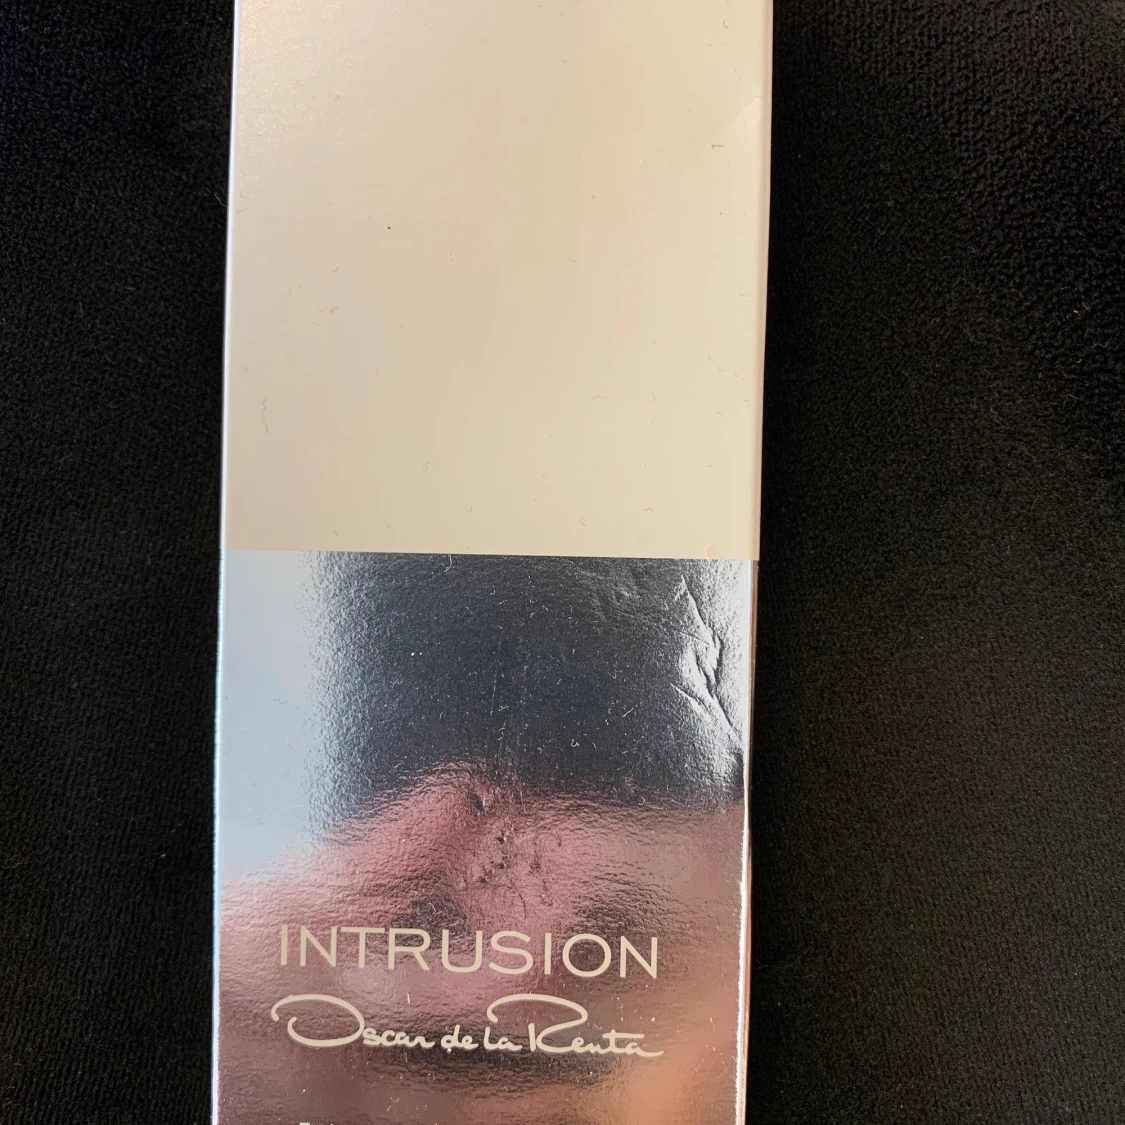 INTRUSION
Oscar de la Renta